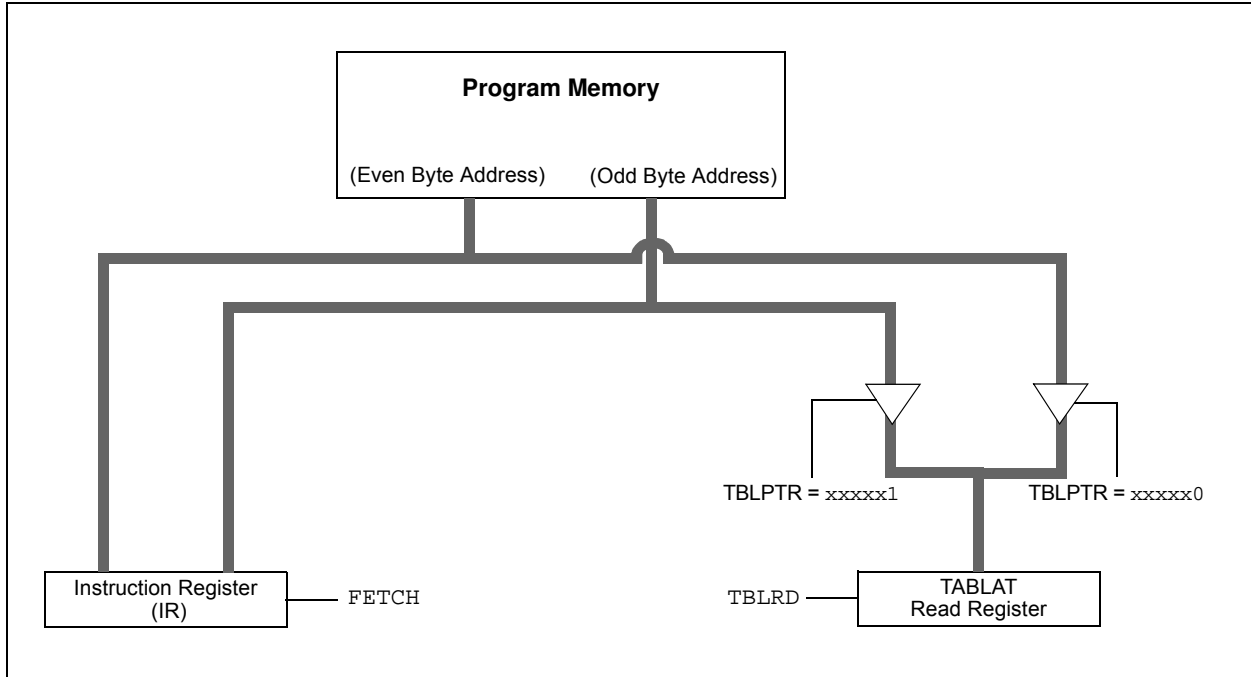 Program Memory
(Even Byte Address)
(Odd Byte Address)
TBLPTR = xxxxx1
TBLPTR = xxxxx0
Instruction Register
(IR)
FETCH
TBLRD
TABLAT
Read Register